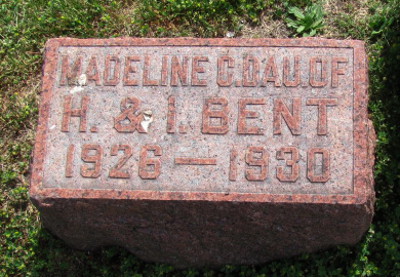 MADELINE C. DAU. OF
H. & I. BENT
1926 — 1930